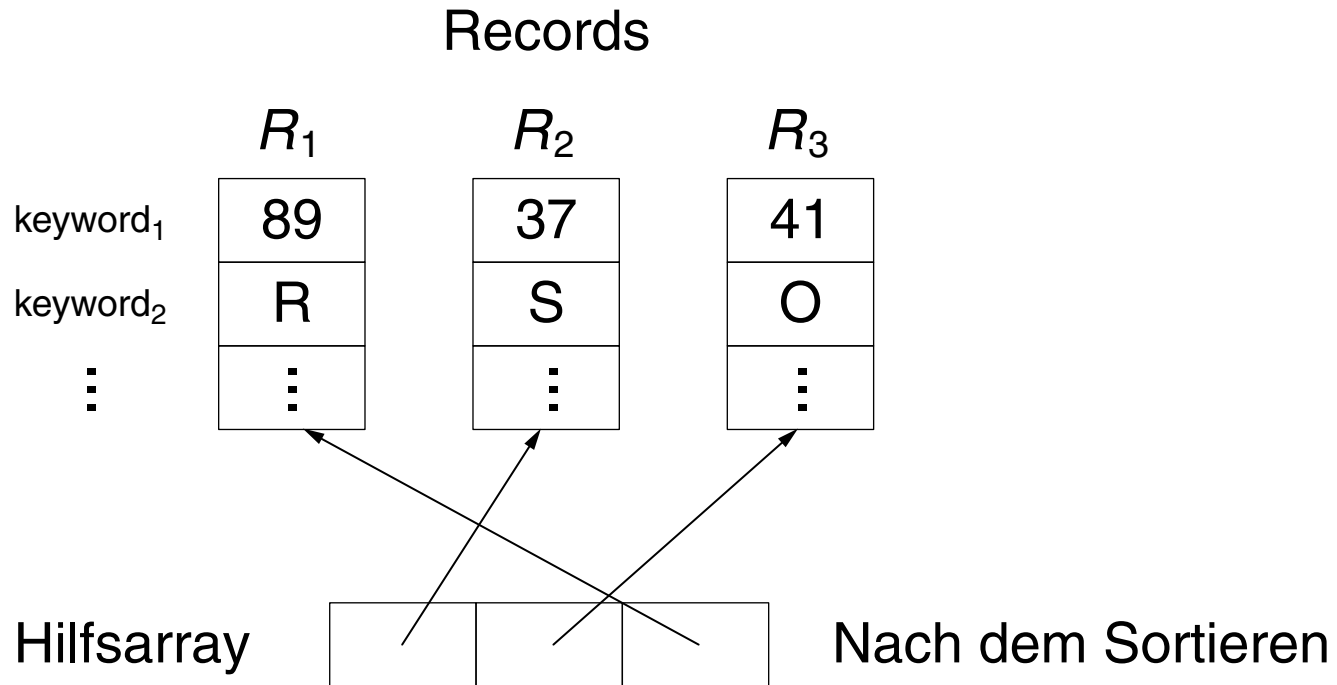 Records
R₁ R₂ R₃
keyword₁ 89 37 41
keyword₂ R S O
⋮ ⋮ ⋮ ⋮
Hilfsarray Nach dem Sortieren